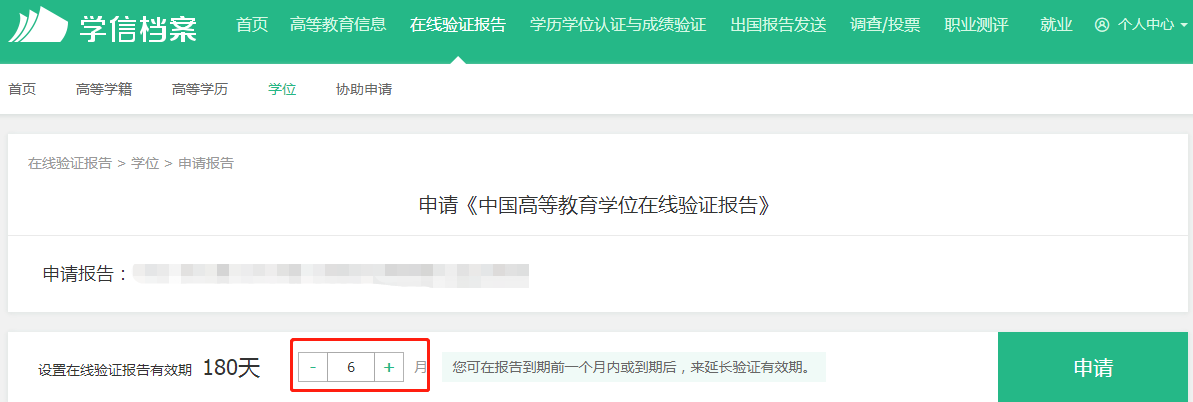 学信档案 首页 高等教育信息 在线验证报告 学历学位认证与成绩验证 出国报告发送 调查/投票 职业测评 就业 个人中心
首页 高等学籍 高等学历 学位 协助申请
在线验证报告 > 学位 > 申请报告
申请《中国高等教育学位在线验证报告》
申请报告：
设置在线验证报告有效期 180天 - 6 + 月 您可在报告到期前一个月内或到期后，来延长验证有效期。 申请